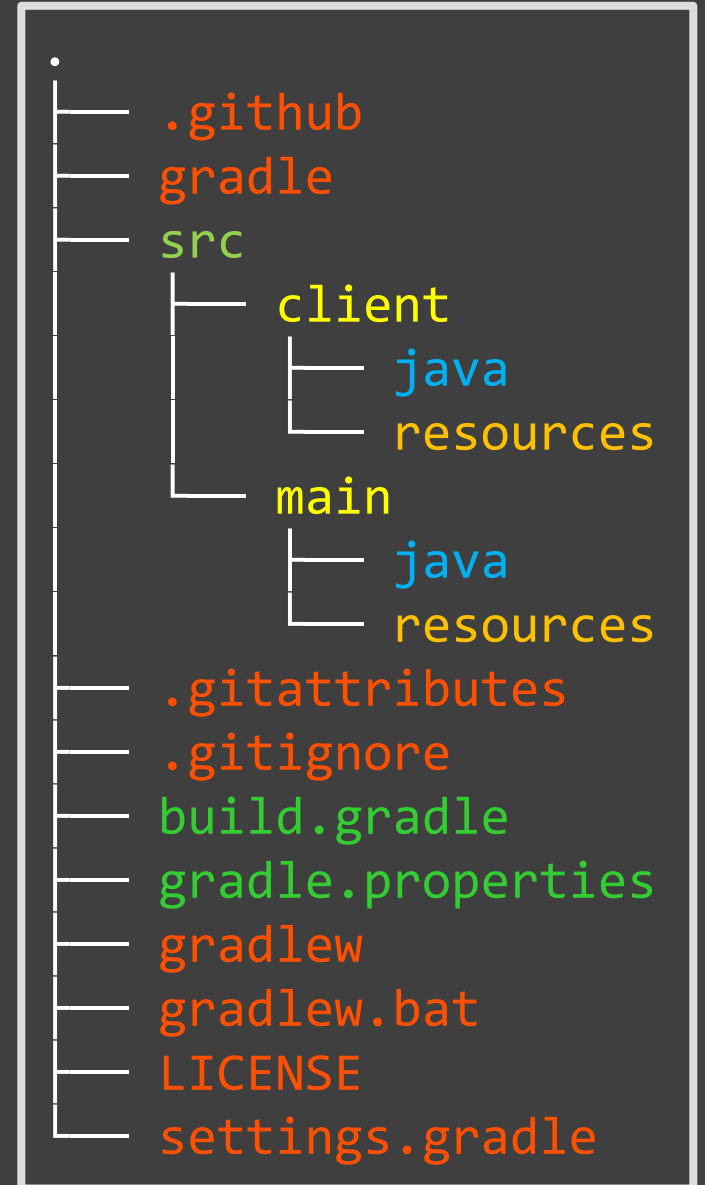 .
.github
gradle
src
client
java
resources
main
java
resources
.gitattributes
.gitignore
build.gradle
gradle.properties
gradlew
gradlew.bat
LICENSE
settings.gradle